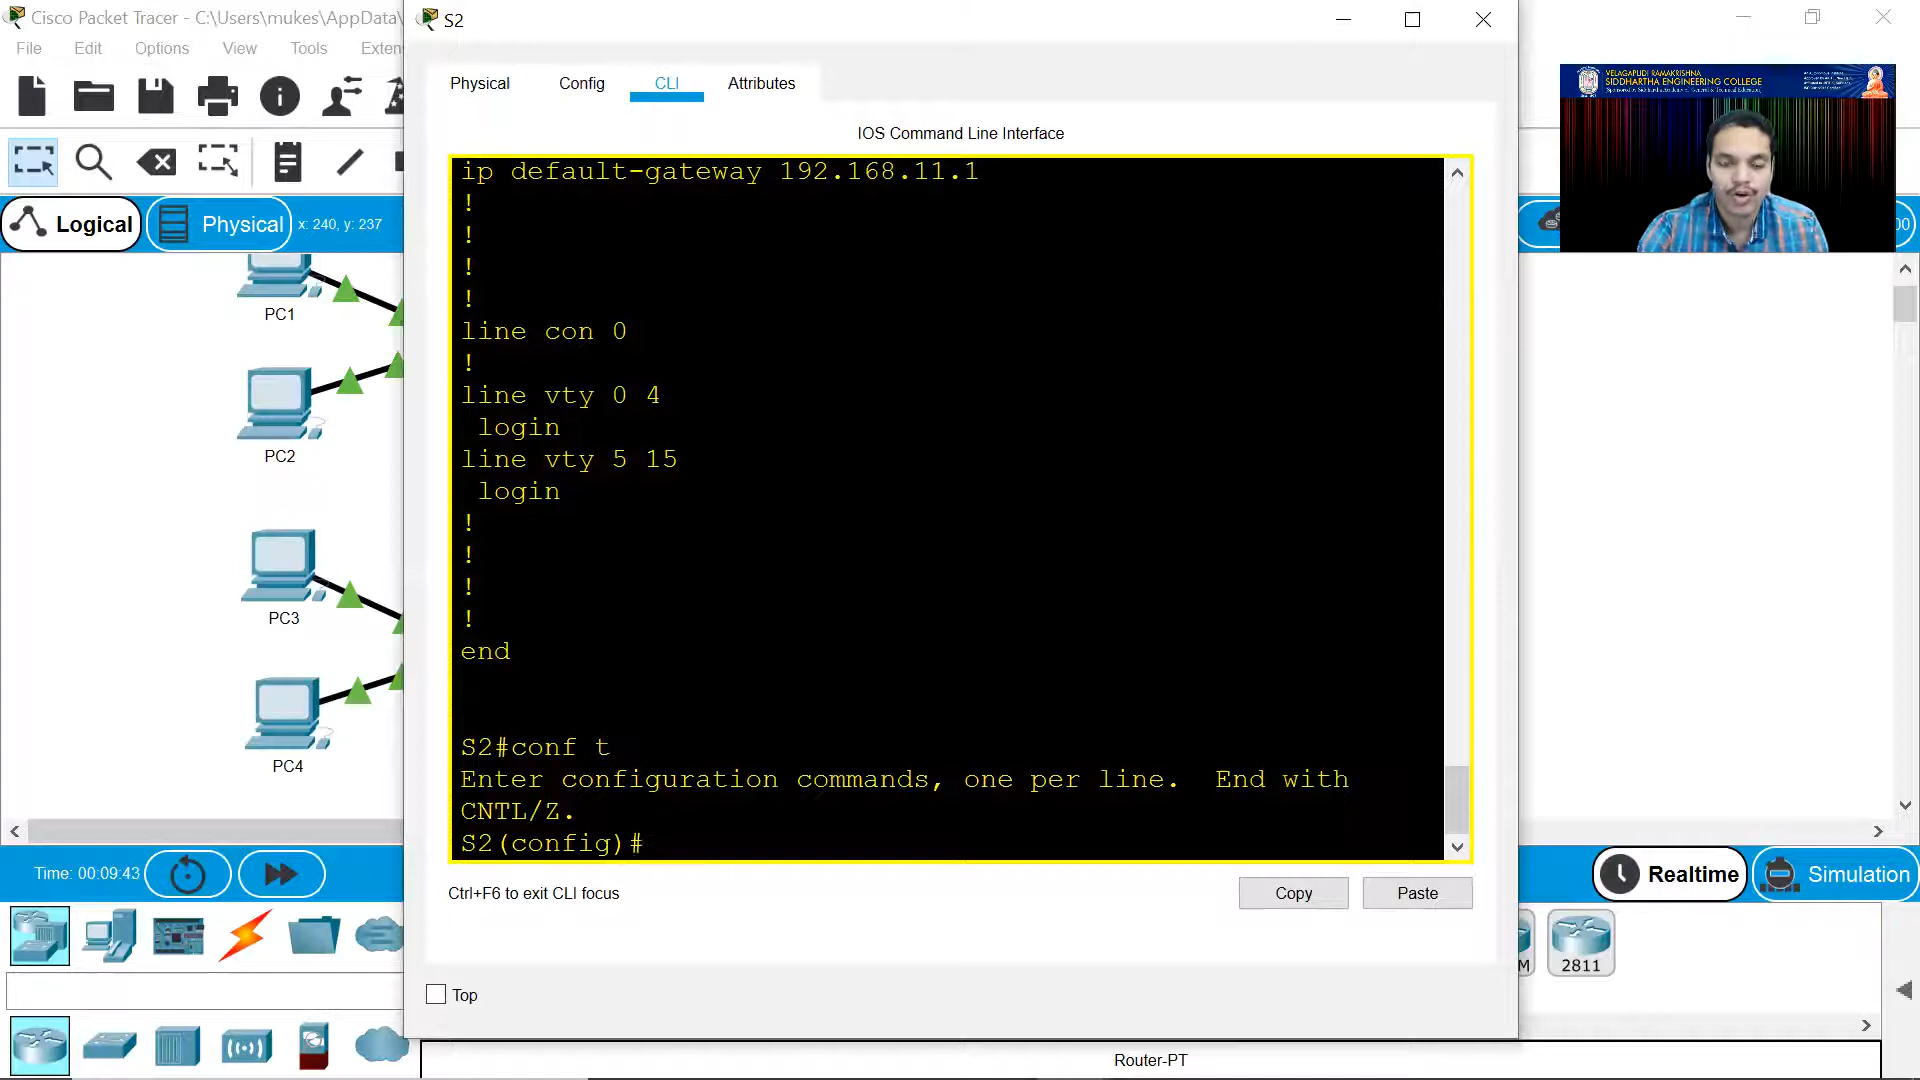 Cisco Packet Tracer - C:\Users\mukes\AppData\
S2
File Edit Options View Tools Exten
Physical Config CLI Attributes
IOS Command Line Interface
VELAGAPUDI RAMAKRISHNA
SIDDHARTHA ENGINEERING COLLEGE
Logical Physical x: 240, y: 237
ip default-gateway 192.168.11.1
!
!
!
!
line con 0
!
line vty 0 4
login
line vty 5 15
login
!
!
!
!
end
S2#conf t
Enter configuration commands, one per line. End with
CNTL/Z.
S2(config)#
PC1
PC2
PC3
PC4
Time: 00:09:43
Realtime Simulation
Ctrl+F6 to exit CLI focus
Copy Paste
M 2811
Top
Router-PT